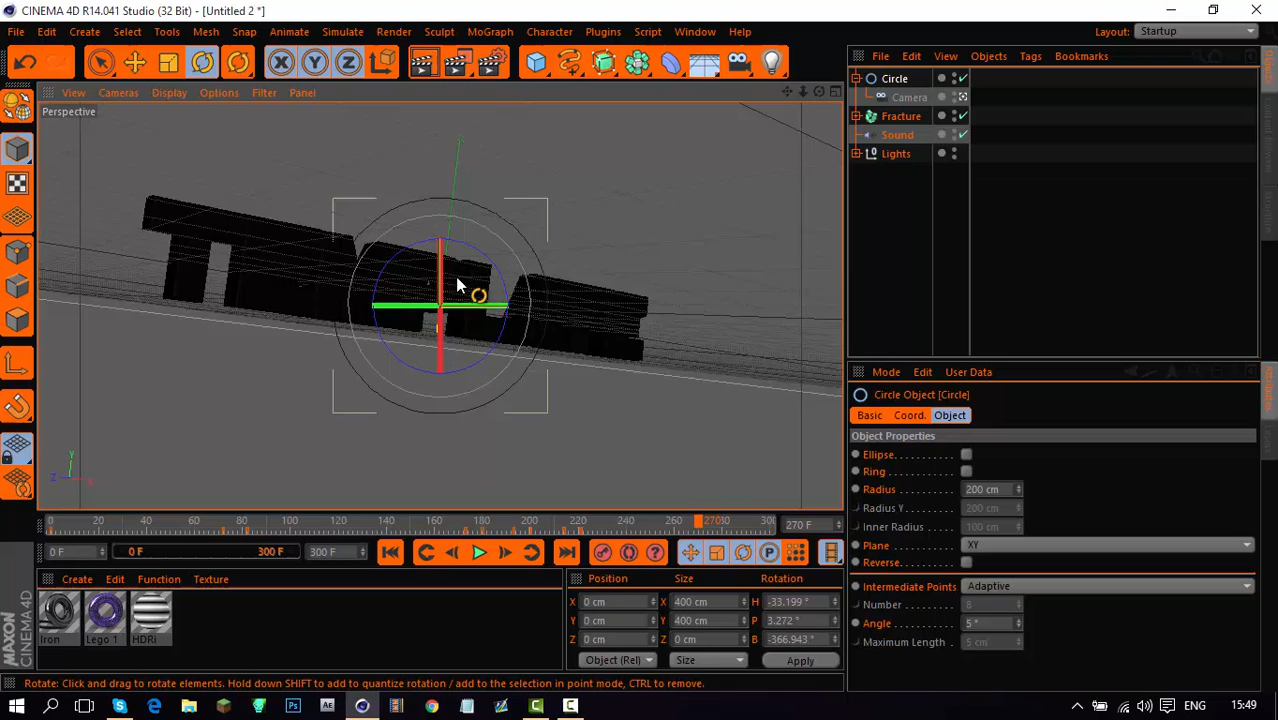 CINEMA 4D R14.041 Studio (32 Bit) - [Untitled 2 *]
File Edit Create Select Tools Mesh Snap Animate Simulate Render Sculpt MoGraph Character Plugins Script Window Help
Layout: Startup
X Y Z
File Edit View Objects Tags Bookmarks
Circle
Camera
Fracture
Sound
Lights
View Cameras Display Options Filter Panel
Perspective
Y
Z X
Mode Edit User Data
Circle Object [Circle]
Basic Coord. Object
Object Properties
Ellipse
Ring
Radius 200 cm
Radius Y 200 cm
Inner Radius 100 cm
Plane XY
Reverse
Intermediate Points Adaptive
Number 8
Angle 5 °
Maximum Length 5 cm
0 20 40 60 80 100 120 140 160 180 200 220 240 260 270 300
270 F
0 F 0 F 300 F 300 F
Create Edit Function Texture
Iron Lego 1 HDRi
Position Size Rotation
X 0 cm X 400 cm H -33.199 °
Y 0 cm Y 400 cm P 3.272 °
Z 0 cm Z 0 cm B -366.943 °
Object (Rel) Size Apply
MAXON CINEMA 4D
Rotate: Click and drag to rotate elements. Hold down SHIFT to add to quantize rotation / add to the selection in point mode, CTRL to remove.
Ps Ae ENG 15:49